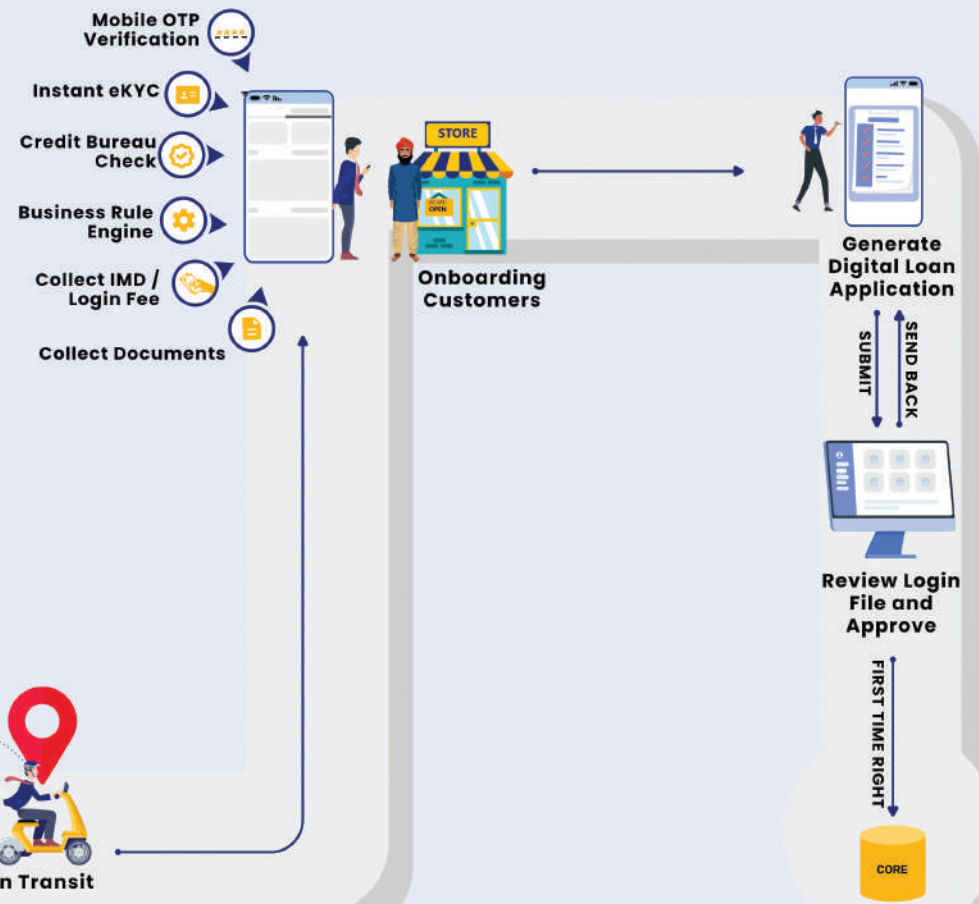 Mobile OTP
Verification
Instant eKYC
Credit Bureau
Check
Business Rule
Engine
Collect IMD /
Login Fee
Collect Documents
STORE
WE ARE
OPEN
Onboarding
Customers
Generate
Digital Loan
Application
SUBMIT
SEND BACK
Review Login
File and
Approve
FIRST TIME RIGHT
CORE
n Transit